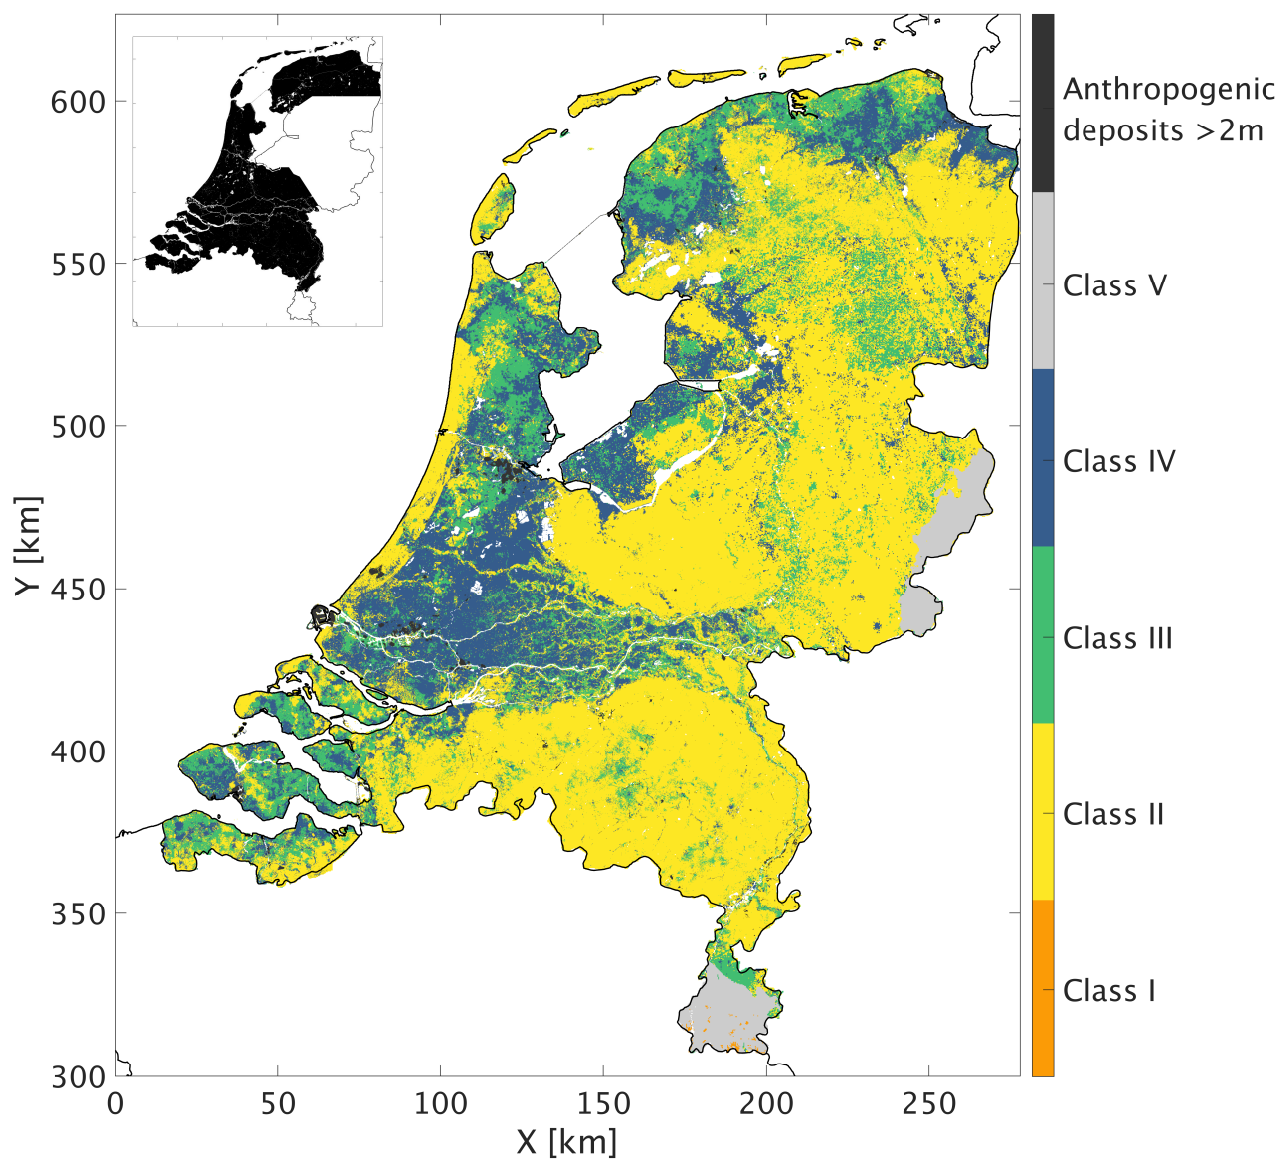 600
550
500
450
400
350
300
Y [km]
0
50
100
150
200
250
X [km]
Anthropogenic
deposits >2m
Class V
Class IV
Class III
Class II
Class I